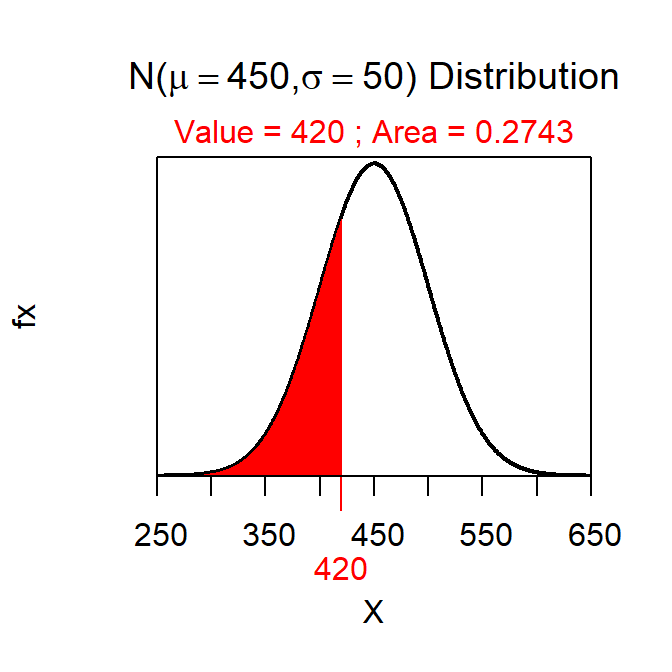 N(μ = 450,σ = 50) Distribution
Value = 420 ; Area = 0.2743
fx
250 350 450 550 650
420
X